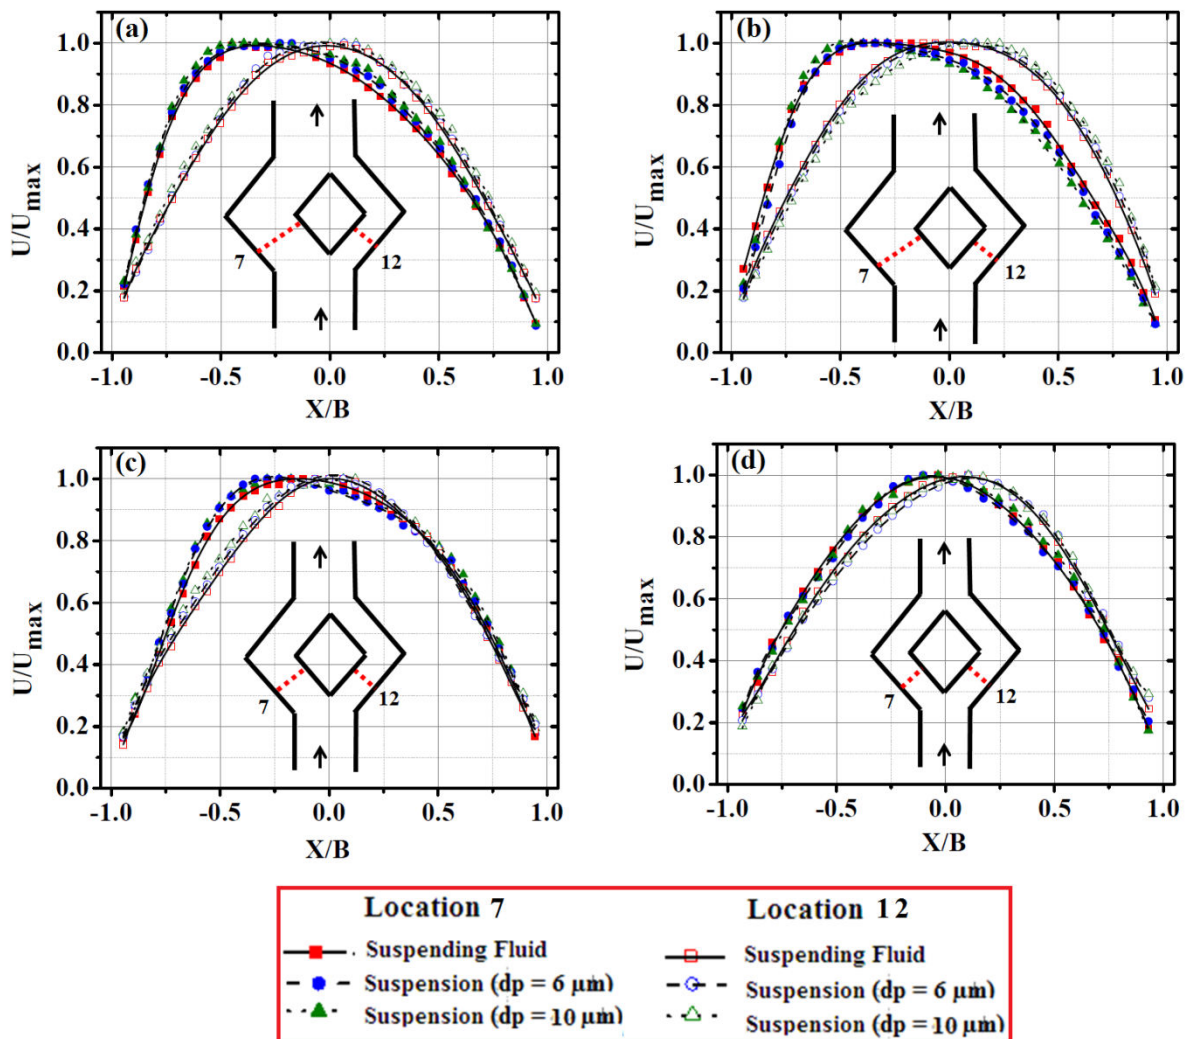 (a)
1.0
0.8
0.6
0.4
0.2
0.0
U/Umax
7
12
-1.0 -0.5 0.0 0.5 1.0
X/B
(b)
1.0
0.8
0.6
0.4
0.2
0.0
U/Umax
7
12
-1.0 -0.5 0.0 0.5 1.0
X/B
(c)
1.0
0.8
0.6
0.4
0.2
0.0
U/Umax
7
12
-1.0 -0.5 0.0 0.5 1.0
X/B
(d)
1.0
0.8
0.6
0.4
0.2
0.0
U/Umax
7
12
-1.0 -0.5 0.0 0.5 1.0
X/B
Location 7
Suspending Fluid
Suspension (dp = 6 µm)
Suspension (dp = 10 µm)
Location 12
Suspending Fluid
Suspension (dp = 6 µm)
Suspension (dp = 10 µm)